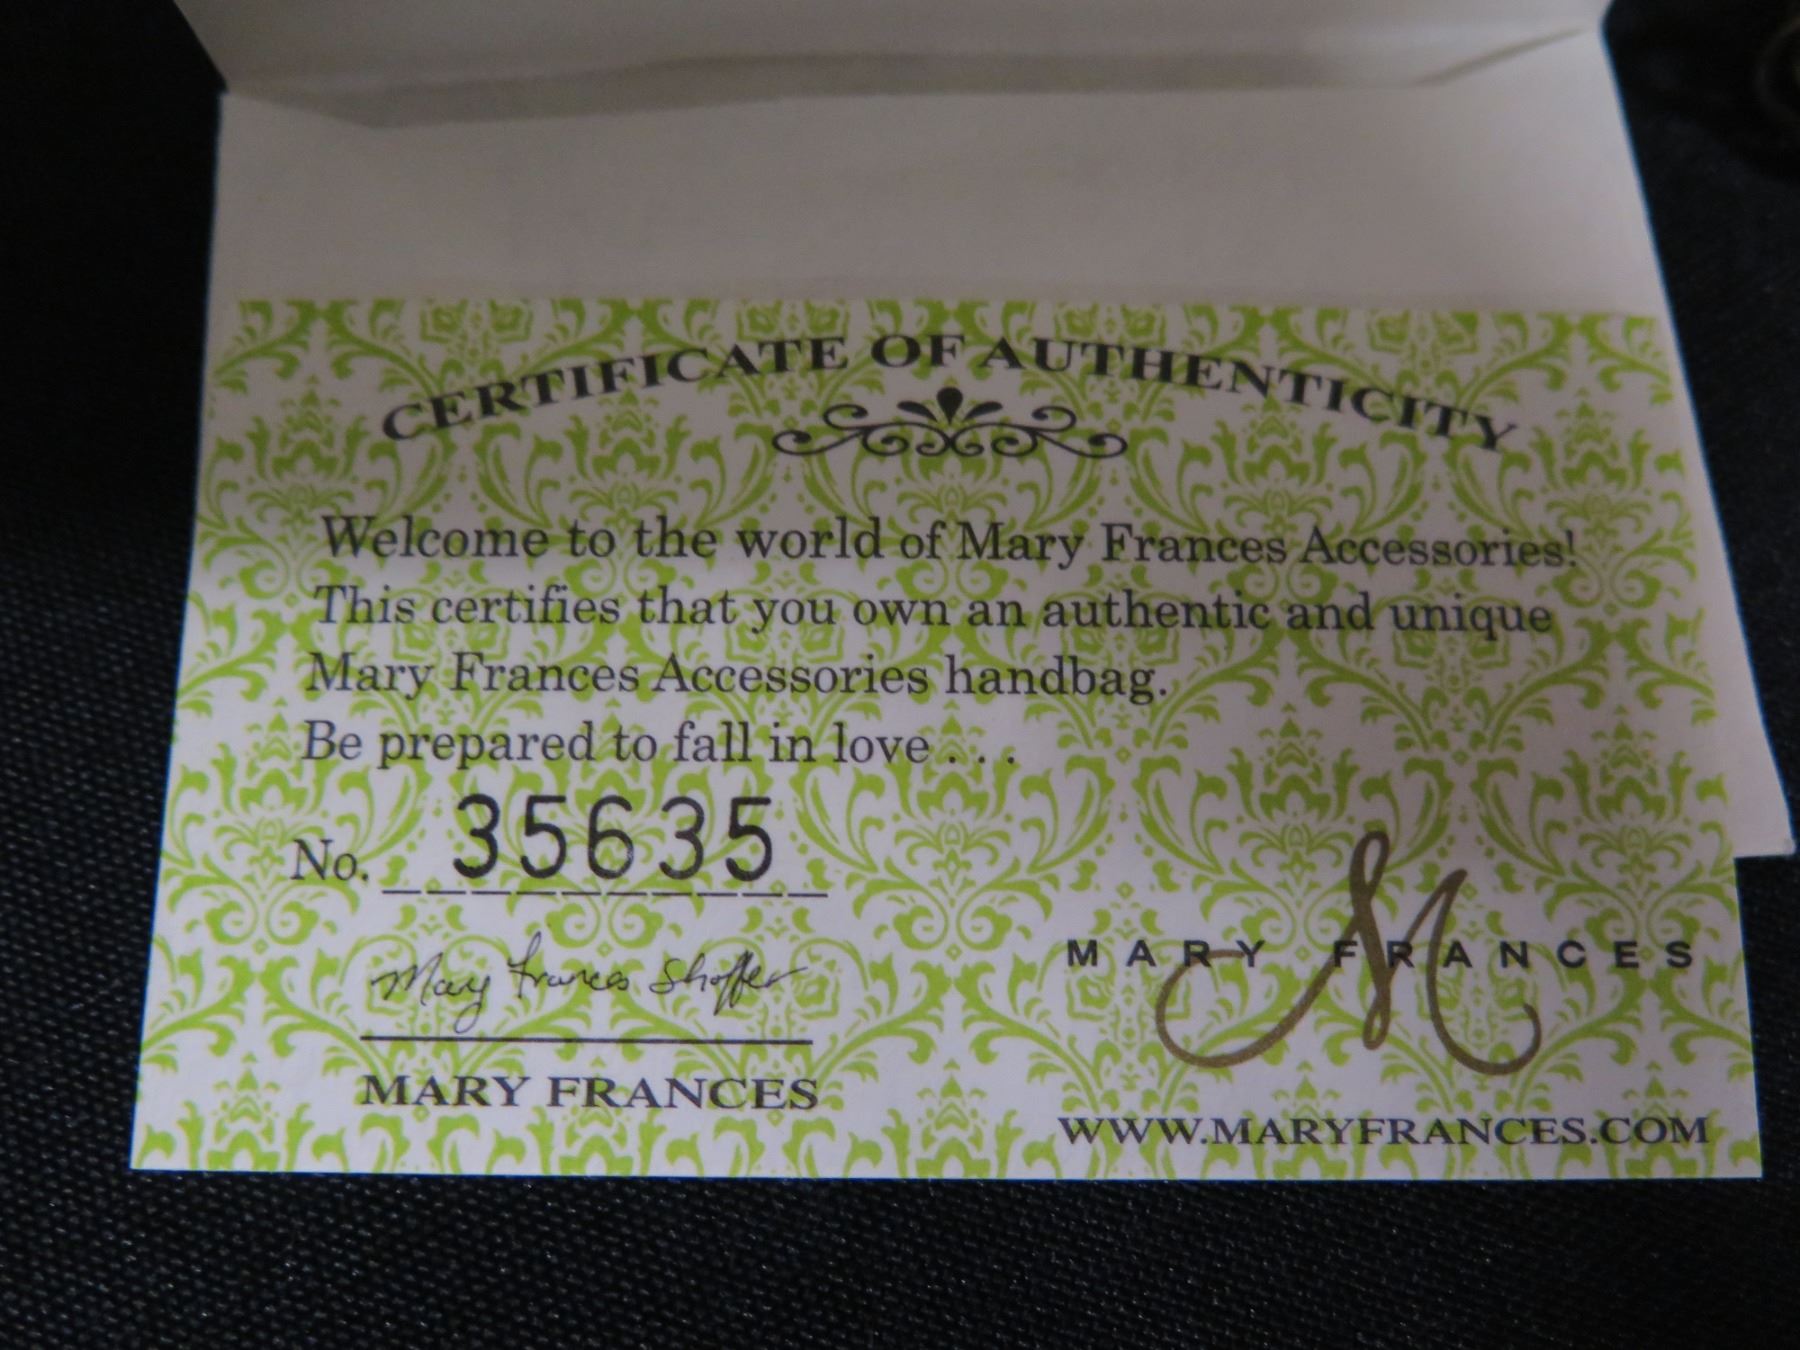 CERTIFICATE OF AUTHENTICITY
Welcome to the world of Mary Frances Accessories!
This certifies that you own an authentic and unique
Mary Frances Accessories handbag.
Be prepared to fall in love . . .
No. 35635
Mary Frances Shaffer
MARY FRANCES
M
MARY FRANCES
WWW.MARYFRANCES.COM